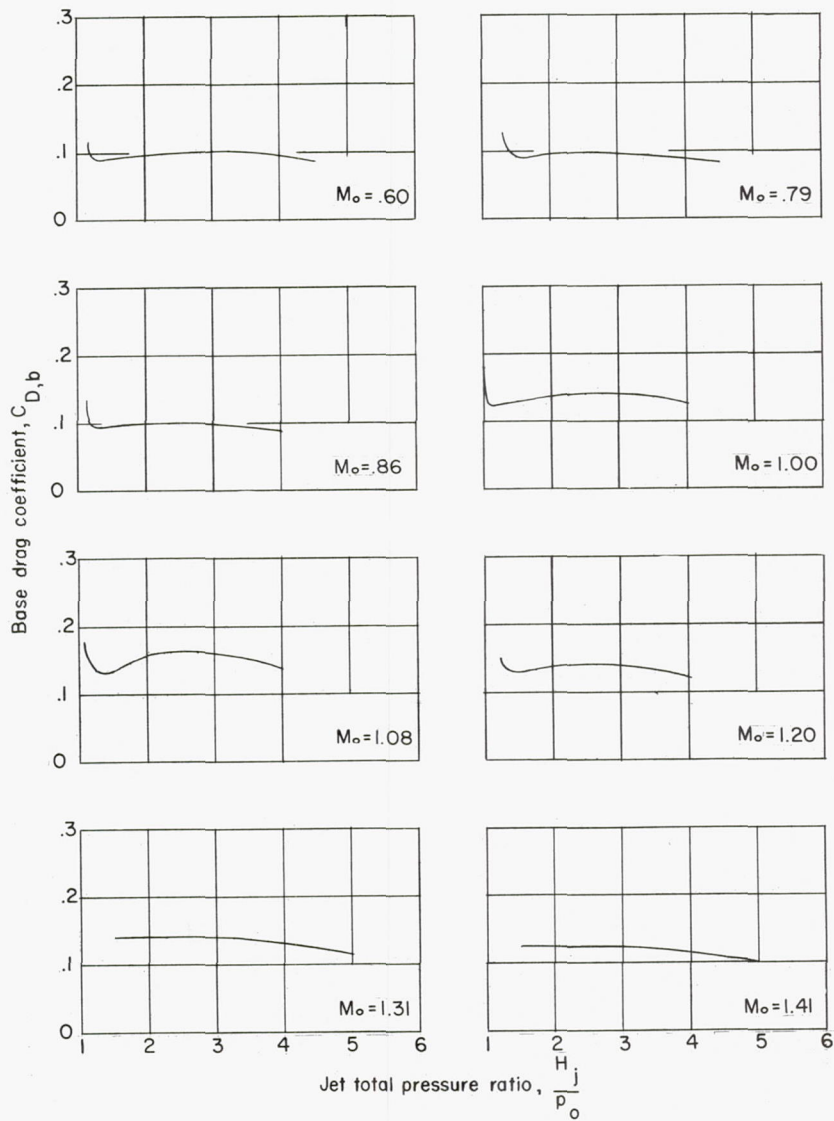 .3
.2
.1
0
M₀=.60
M₀=.79
.3
.2
.1
0
M₀=.86
M₀=1.00
Base drag coefficient, C_D,b
.3
.2
.1
0
M₀=1.08
M₀=1.20
.3
.2
.1
0
M₀=1.31
M₀=1.41
1 2 3 4 5 6
1 2 3 4 5 6
Jet total pressure ratio, H_j/p_o